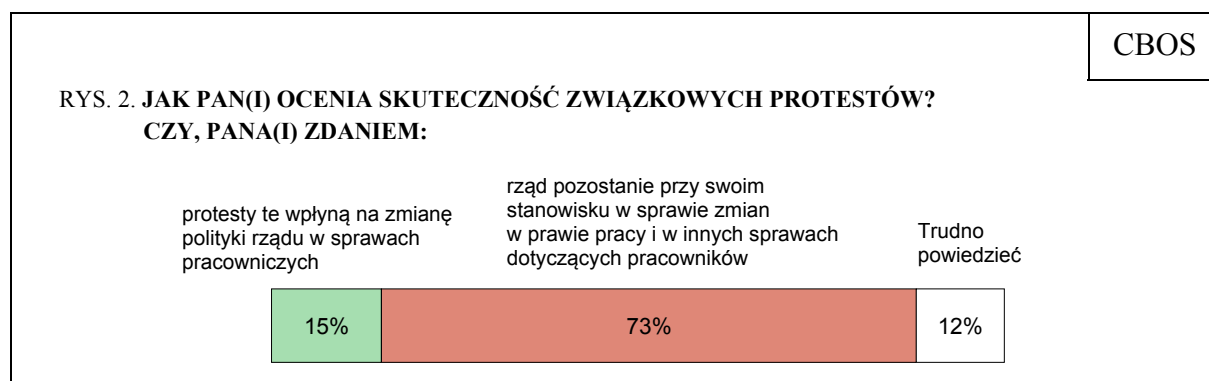 CBOS
RYS. 2. JAK PAN(I) OCENIA SKUTECZNOŚĆ ZWIĄZKOWYCH PROTESTÓW?
CZY, PANA(I) ZDANIEM:
protesty te wpłyną na zmianę
polityki rządu w sprawach
pracowniczych
rząd pozostanie przy swoim
stanowisku w sprawie zmian
w prawie pracy i w innych sprawach
dotyczących pracowników
Trudno
powiedzieć
15%
73%
12%